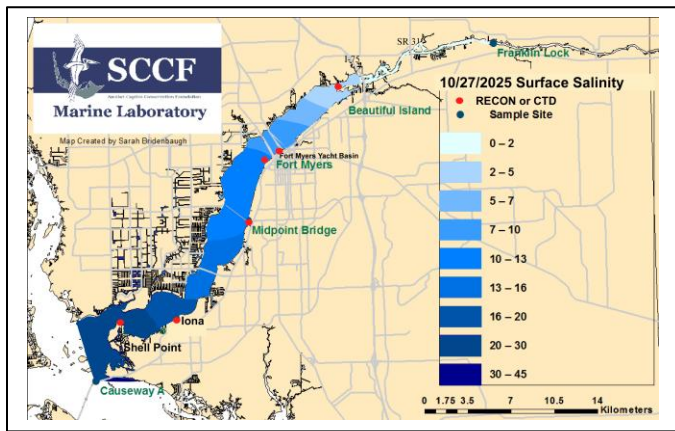 SCCF
Sanibel-Captiva Conservation Foundation
Marine Laboratory
Map Created by Sarah Bridenbaugh
SR 31
I-75
Franklin Lock
Beautiful Island
Fort Myers Yacht Basin
Fort Myers
Midpoint Bridge
Iona
Shell Point
Causeway A
10/27/2025 Surface Salinity
RECON or CTD
Sample Site
0 – 2
2 – 5
5 – 7
7 – 10
10 – 13
13 – 16
16 – 20
20 – 30
30 – 45
0 1.75 3.5 7 10.5 14
Kilometers